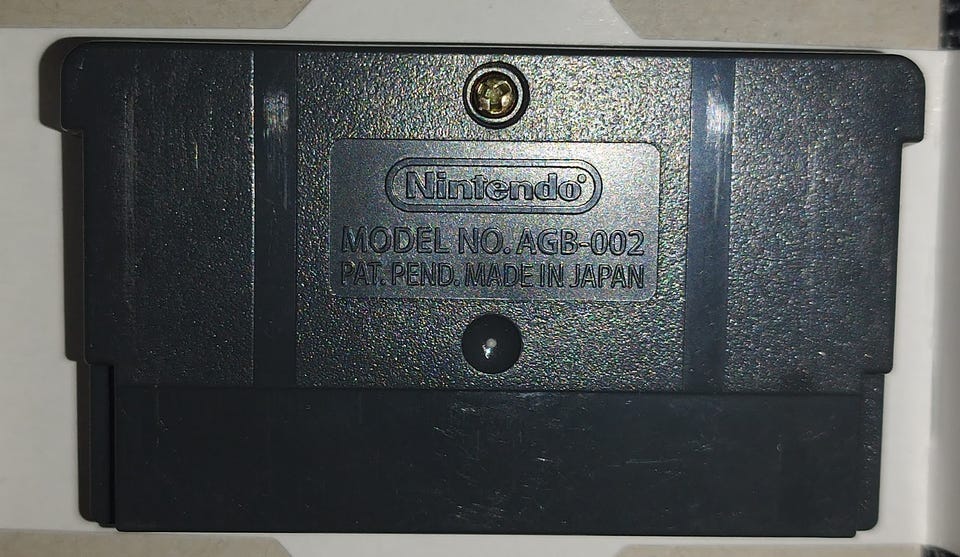 Nintendo®
MODEL NO. AGB-002
PAT. PEND. MADE IN JAPAN